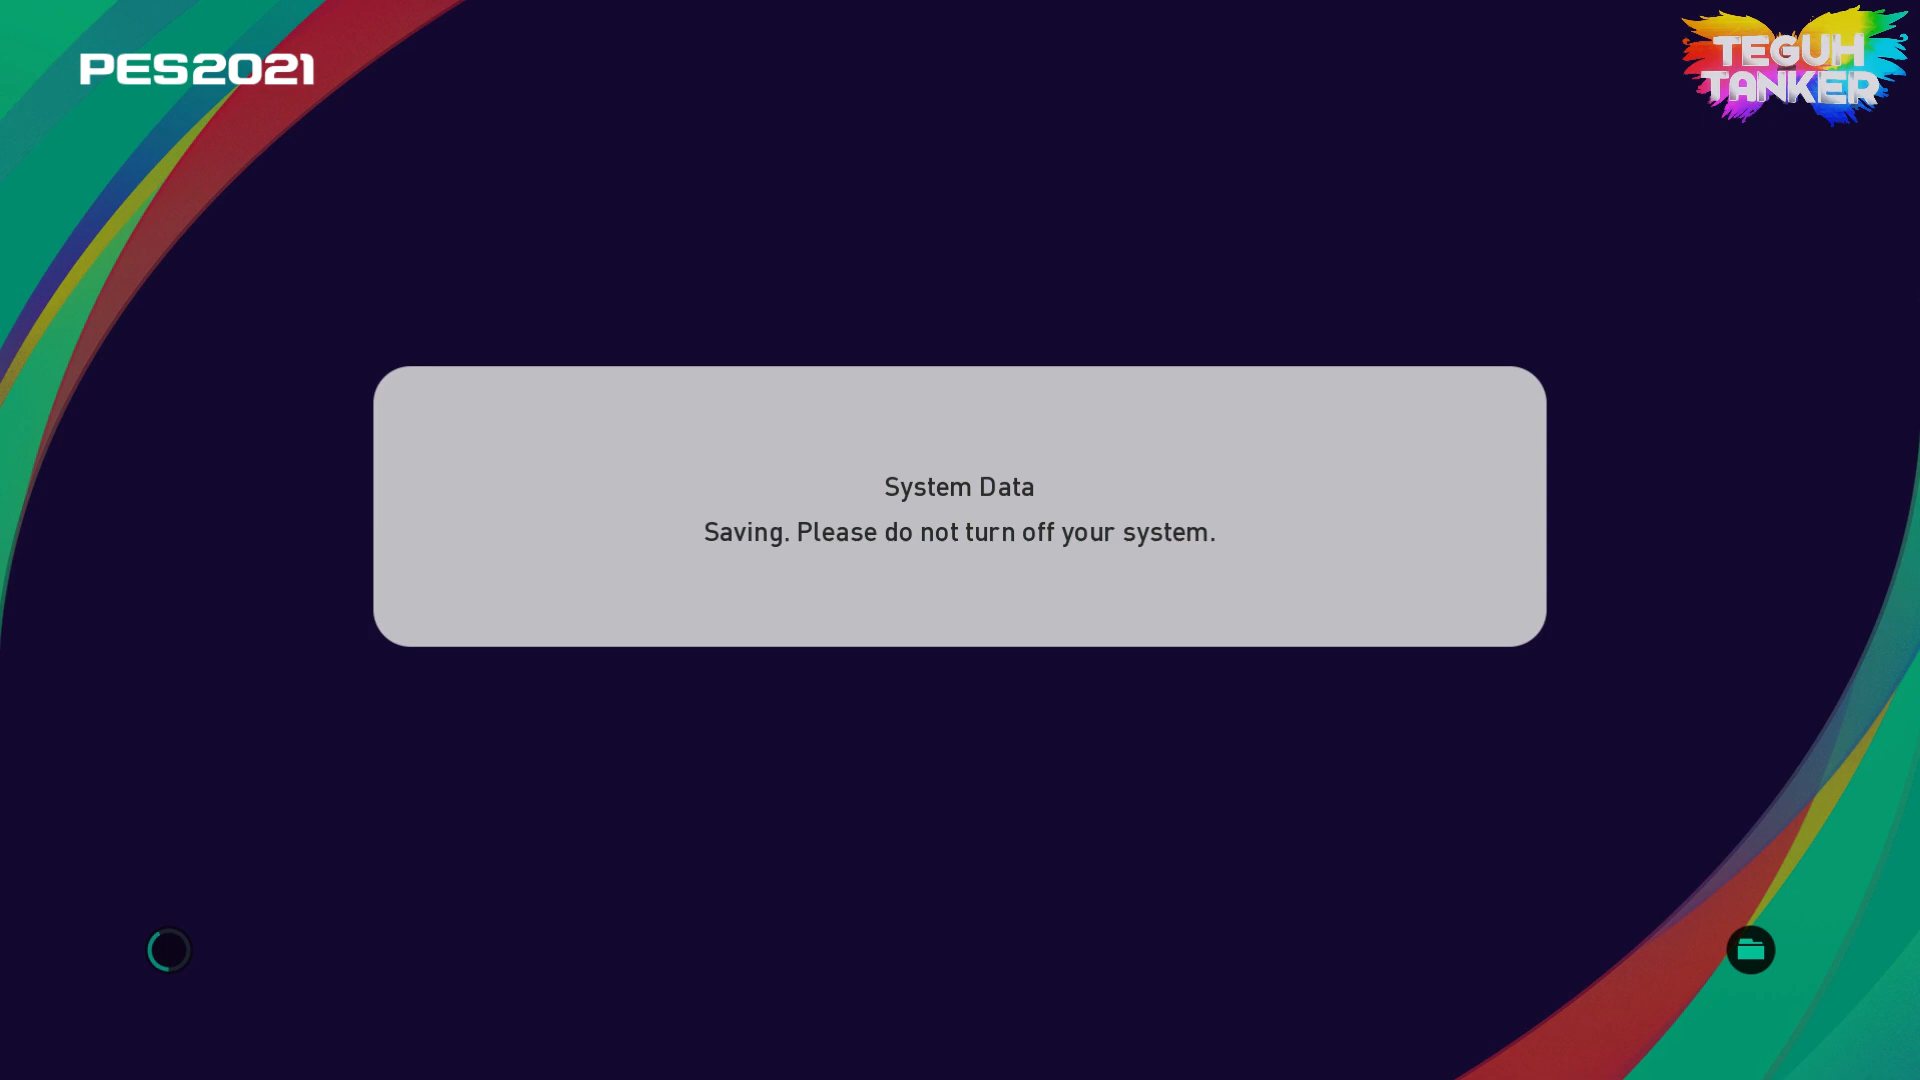 PES2021
TEGUH
TANKER
System Data
Saving. Please do not turn off your system.